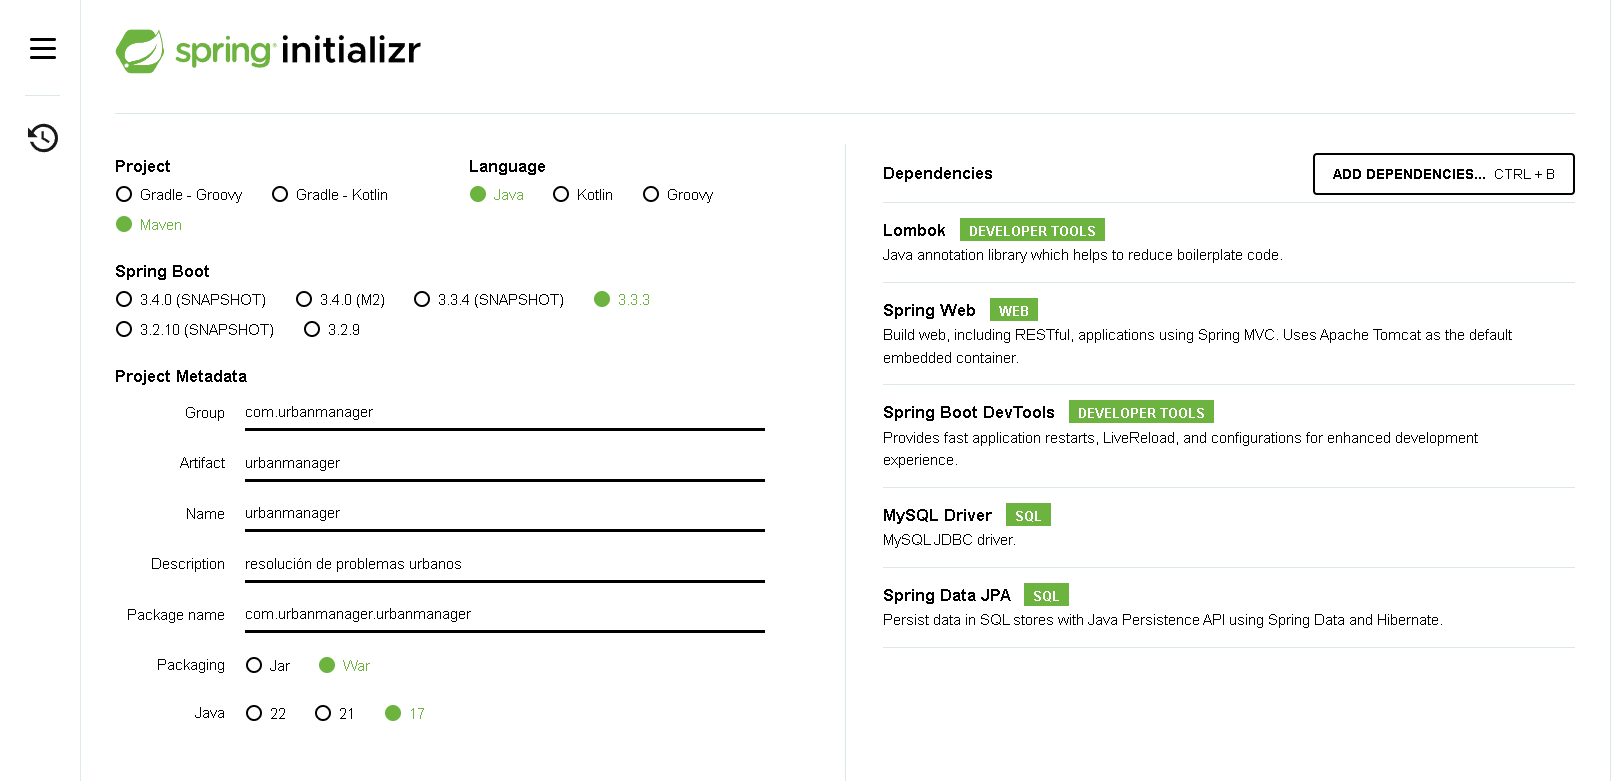 spring initializr
Project
Gradle - Groovy Gradle - Kotlin
Maven
Language
Java Kotlin Groovy
Spring Boot
3.4.0 (SNAPSHOT) 3.4.0 (M2) 3.3.4 (SNAPSHOT) 3.3.3
3.2.10 (SNAPSHOT) 3.2.9
Project Metadata
Group com.urbanmanager
Artifact urbanmanager
Name urbanmanager
Description resolución de problemas urbanos
Package name com.urbanmanager.urbanmanager
Packaging Jar War
Java 22 21 17
Dependencies ADD DEPENDENCIES... CTRL + B
Lombok DEVELOPER TOOLS
Java annotation library which helps to reduce boilerplate code.
Spring Web WEB
Build web, including RESTful, applications using Spring MVC. Uses Apache Tomcat as the default
embedded container.
Spring Boot DevTools DEVELOPER TOOLS
Provides fast application restarts, LiveReload, and configurations for enhanced development
experience.
MySQL Driver SQL
MySQL JDBC driver.
Spring Data JPA SQL
Persist data in SQL stores with Java Persistence API using Spring Data and Hibernate.